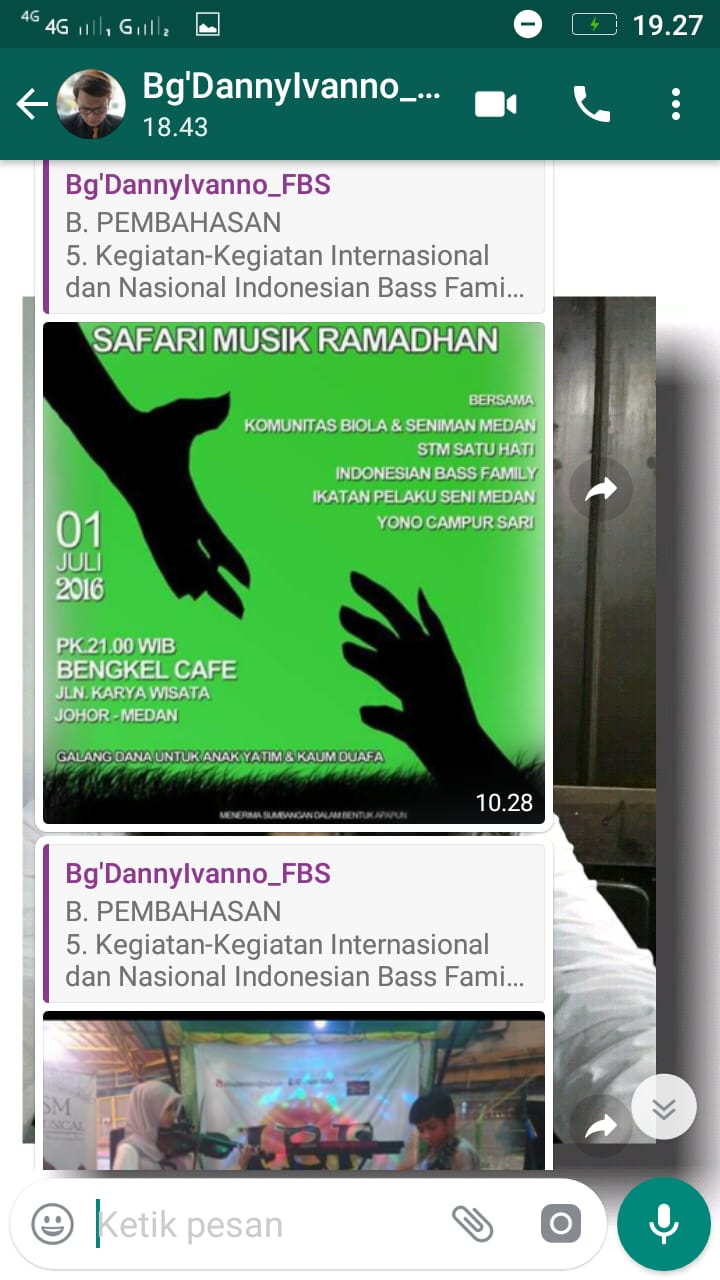 4G 4G 1 G 2 19.27
Bg'DannyIvanno_...
18.43
Bg'DannyIvanno_FBS
B. PEMBAHASAN
5. Kegiatan-Kegiatan Internasional
dan Nasional Indonesian Bass Fami...
SAFARI MUSIK RAMADHAN
BERSAMA
KOMUNITAS BIOLA & SENIMAN MEDAN
STM SATU HATI
INDONESIAN BASS FAMILY
IKATAN PELAKU SENI MEDAN
YONO CAMPUR SARI
01
JULI
2016
PK.21.00 WIB
BENGKEL CAFE
JLN. KARYA WISATA
JOHOR - MEDAN
GALANG DANA UNTUK ANAK YATIM & KAUM DUAFA
MENERIMA SUMBANGAN DALAM BENTUK APAPUN
10.28
Bg'DannyIvanno_FBS
B. PEMBAHASAN
5. Kegiatan-Kegiatan Internasional
dan Nasional Indonesian Bass Fami...
SM
IBF
Ketik pesan